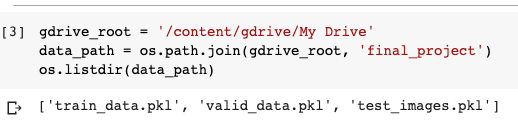 [3] gdrive_root = '/content/gdrive/My Drive'
data_path = os.path.join(gdrive_root, 'final_project')
os.listdir(data_path)
['train_data.pkl', 'valid_data.pkl', 'test_images.pkl']